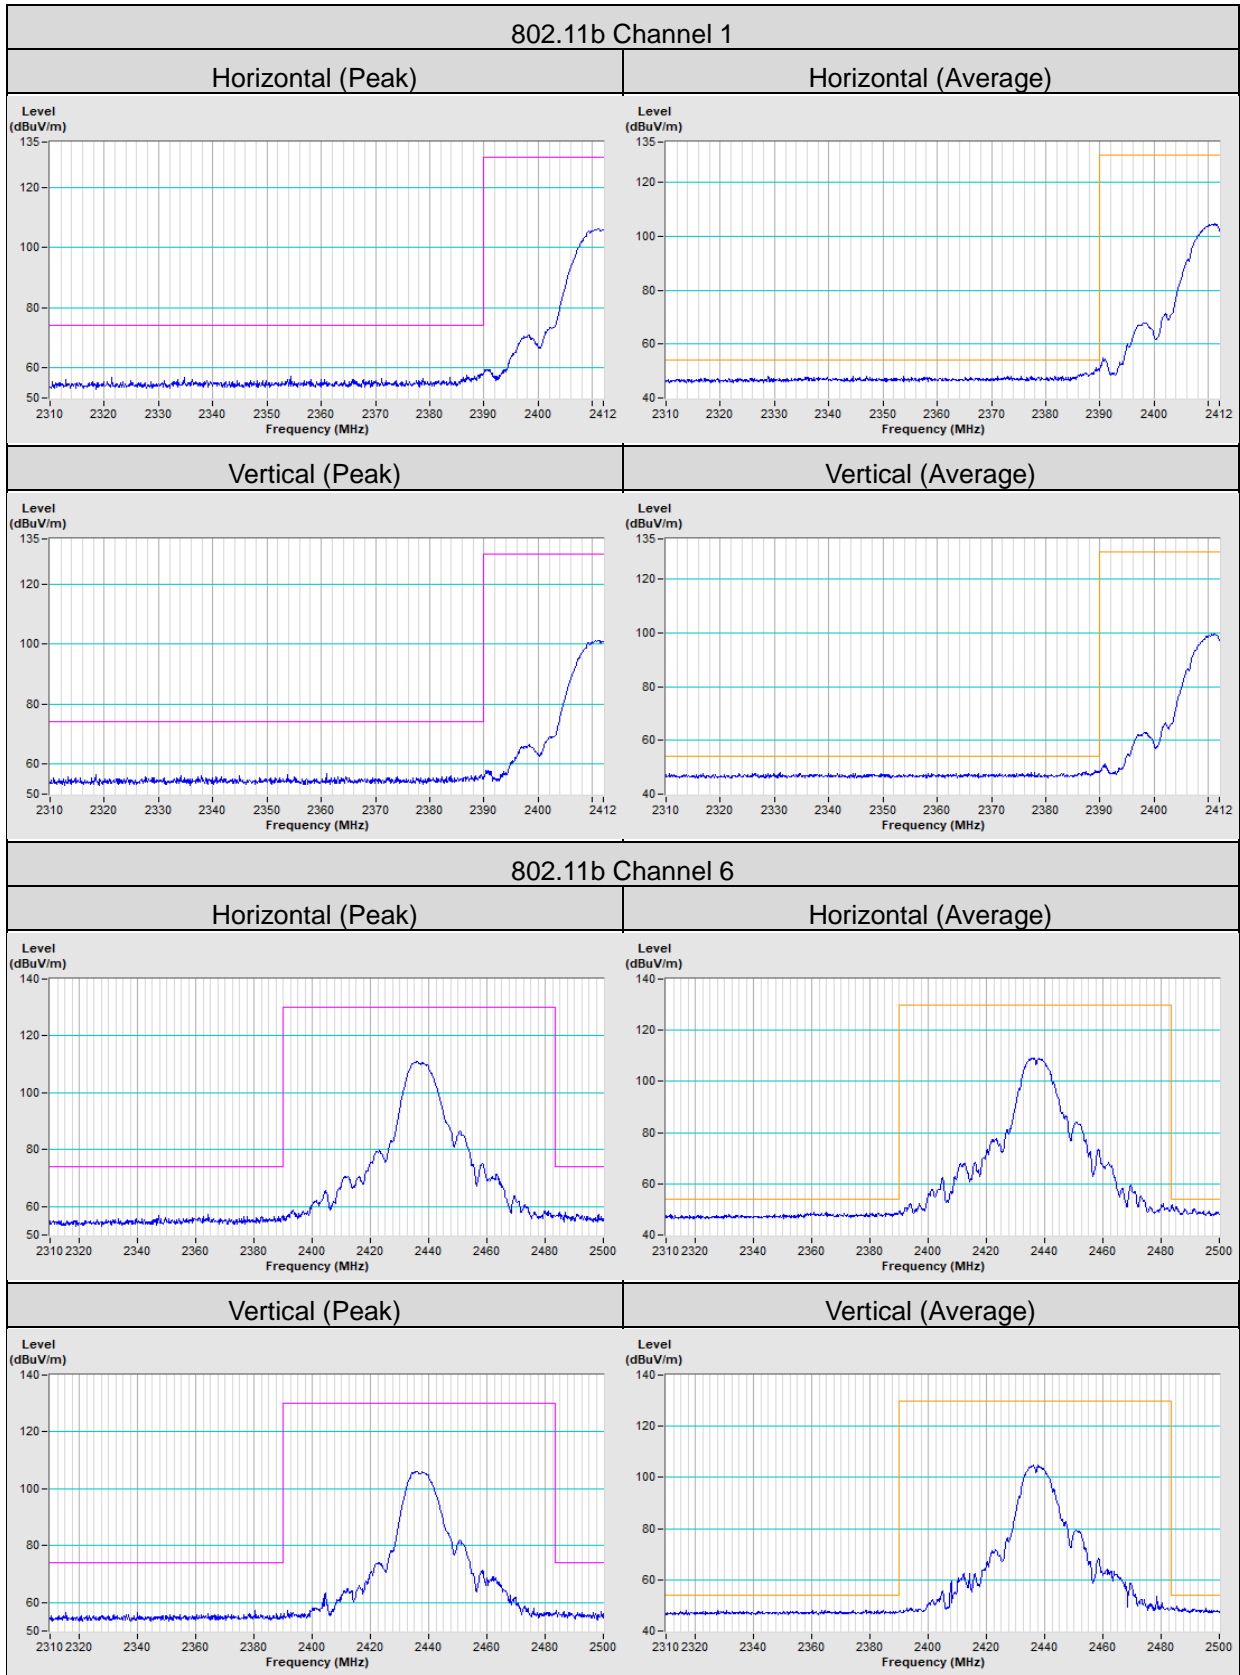 802.11b Channel 1
Horizontal (Peak)
Horizontal (Average)
Level
(dBuV/m)
135
120
100
80
60
50
2310 2320 2330 2340 2350 2360 2370 2380 2390 2400 2412
Frequency (MHz)
Level
(dBuV/m)
135
120
100
80
60
40
2310 2320 2330 2340 2350 2360 2370 2380 2390 2400 2412
Frequency (MHz)
Vertical (Peak)
Vertical (Average)
Level
(dBuV/m)
135
120
100
80
60
50
2310 2320 2330 2340 2350 2360 2370 2380 2390 2400 2412
Frequency (MHz)
Level
(dBuV/m)
135
120
100
80
60
40
2310 2320 2330 2340 2350 2360 2370 2380 2390 2400 2412
Frequency (MHz)
802.11b Channel 6
Horizontal (Peak)
Horizontal (Average)
Level
(dBuV/m)
140
120
100
80
60
50
2310 2320 2340 2360 2380 2400 2420 2440 2460 2480 2500
Frequency (MHz)
Level
(dBuV/m)
140
120
100
80
60
40
2310 2320 2340 2360 2380 2400 2420 2440 2460 2480 2500
Frequency (MHz)
Vertical (Peak)
Vertical (Average)
Level
(dBuV/m)
140
120
100
80
60
50
2310 2320 2340 2360 2380 2400 2420 2440 2460 2480 2500
Frequency (MHz)
Level
(dBuV/m)
140
120
100
80
60
40
2310 2320 2340 2360 2380 2400 2420 2440 2460 2480 2500
Frequency (MHz)